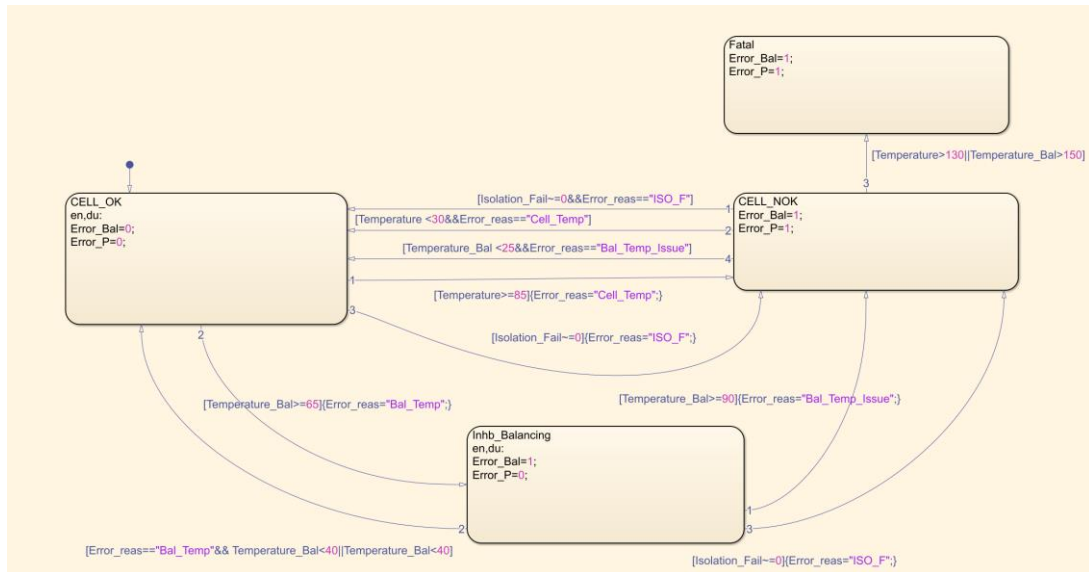 Fatal
Error_Bal=1;
Error_P=1;
[Temperature>130||Temperature_Bal>150]
3
CELL_OK
en,du:
Error_Bal=0;
Error_P=0;
[Isolation_Fail~=0&&Error_reas=="ISO_F"]
1
[Temperature <30&&Error_reas=="Cell_Temp"]
2
[Temperature_Bal <25&&Error_reas=="Bal_Temp_Issue"]
4
CELL_NOK
Error_Bal=1;
Error_P=1;
1
[Temperature>=85]{Error_reas="Cell_Temp";}
3
[Isolation_Fail~=0]{Error_reas="ISO_F";}
2
[Temperature_Bal>=65]{Error_reas="Bal_Temp";}
[Temperature_Bal>=90]{Error_reas="Bal_Temp_Issue";}
Inhb_Balancing
en,du:
Error_Bal=1;
Error_P=0;
1
2
3
[Error_reas=="Bal_Temp"&& Temperature_Bal<40||Temperature_Bal<40]
[Isolation_Fail~=0]{Error_reas="ISO_F";}